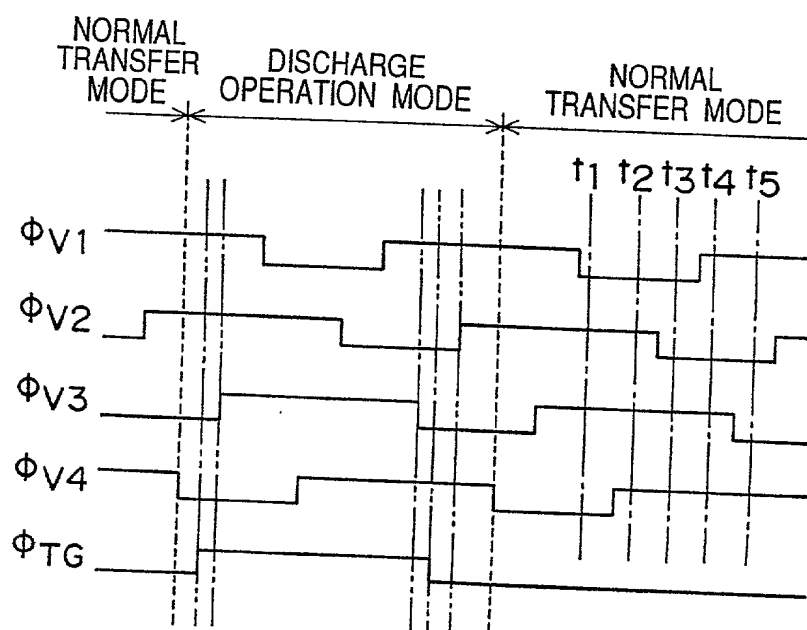 NORMAL
TRANSFER
MODE
DISCHARGE
OPERATION MODE
NORMAL
TRANSFER MODE
t1 t2 t3 t4 t5
ΦV1
ΦV2
ΦV3
ΦV4
ΦTG